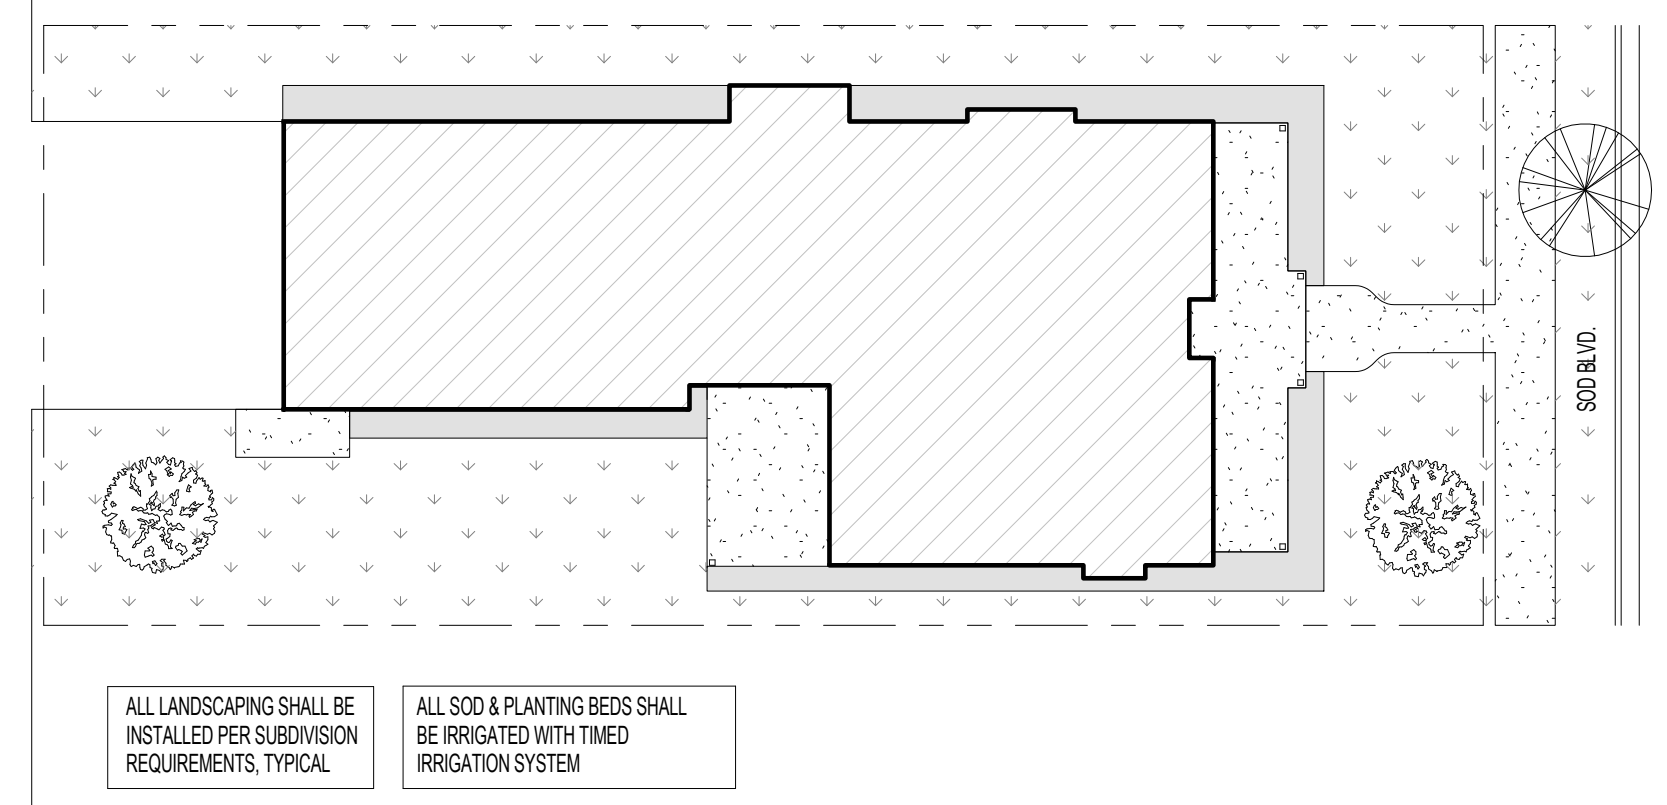 SOD BLVD.
ALL LANDSCAPING SHALL BE
INSTALLED PER SUBDIVISION
REQUIREMENTS, TYPICAL
ALL SOD & PLANTING BEDS SHALL
BE IRRIGATED WITH TIMED
IRRIGATION SYSTEM